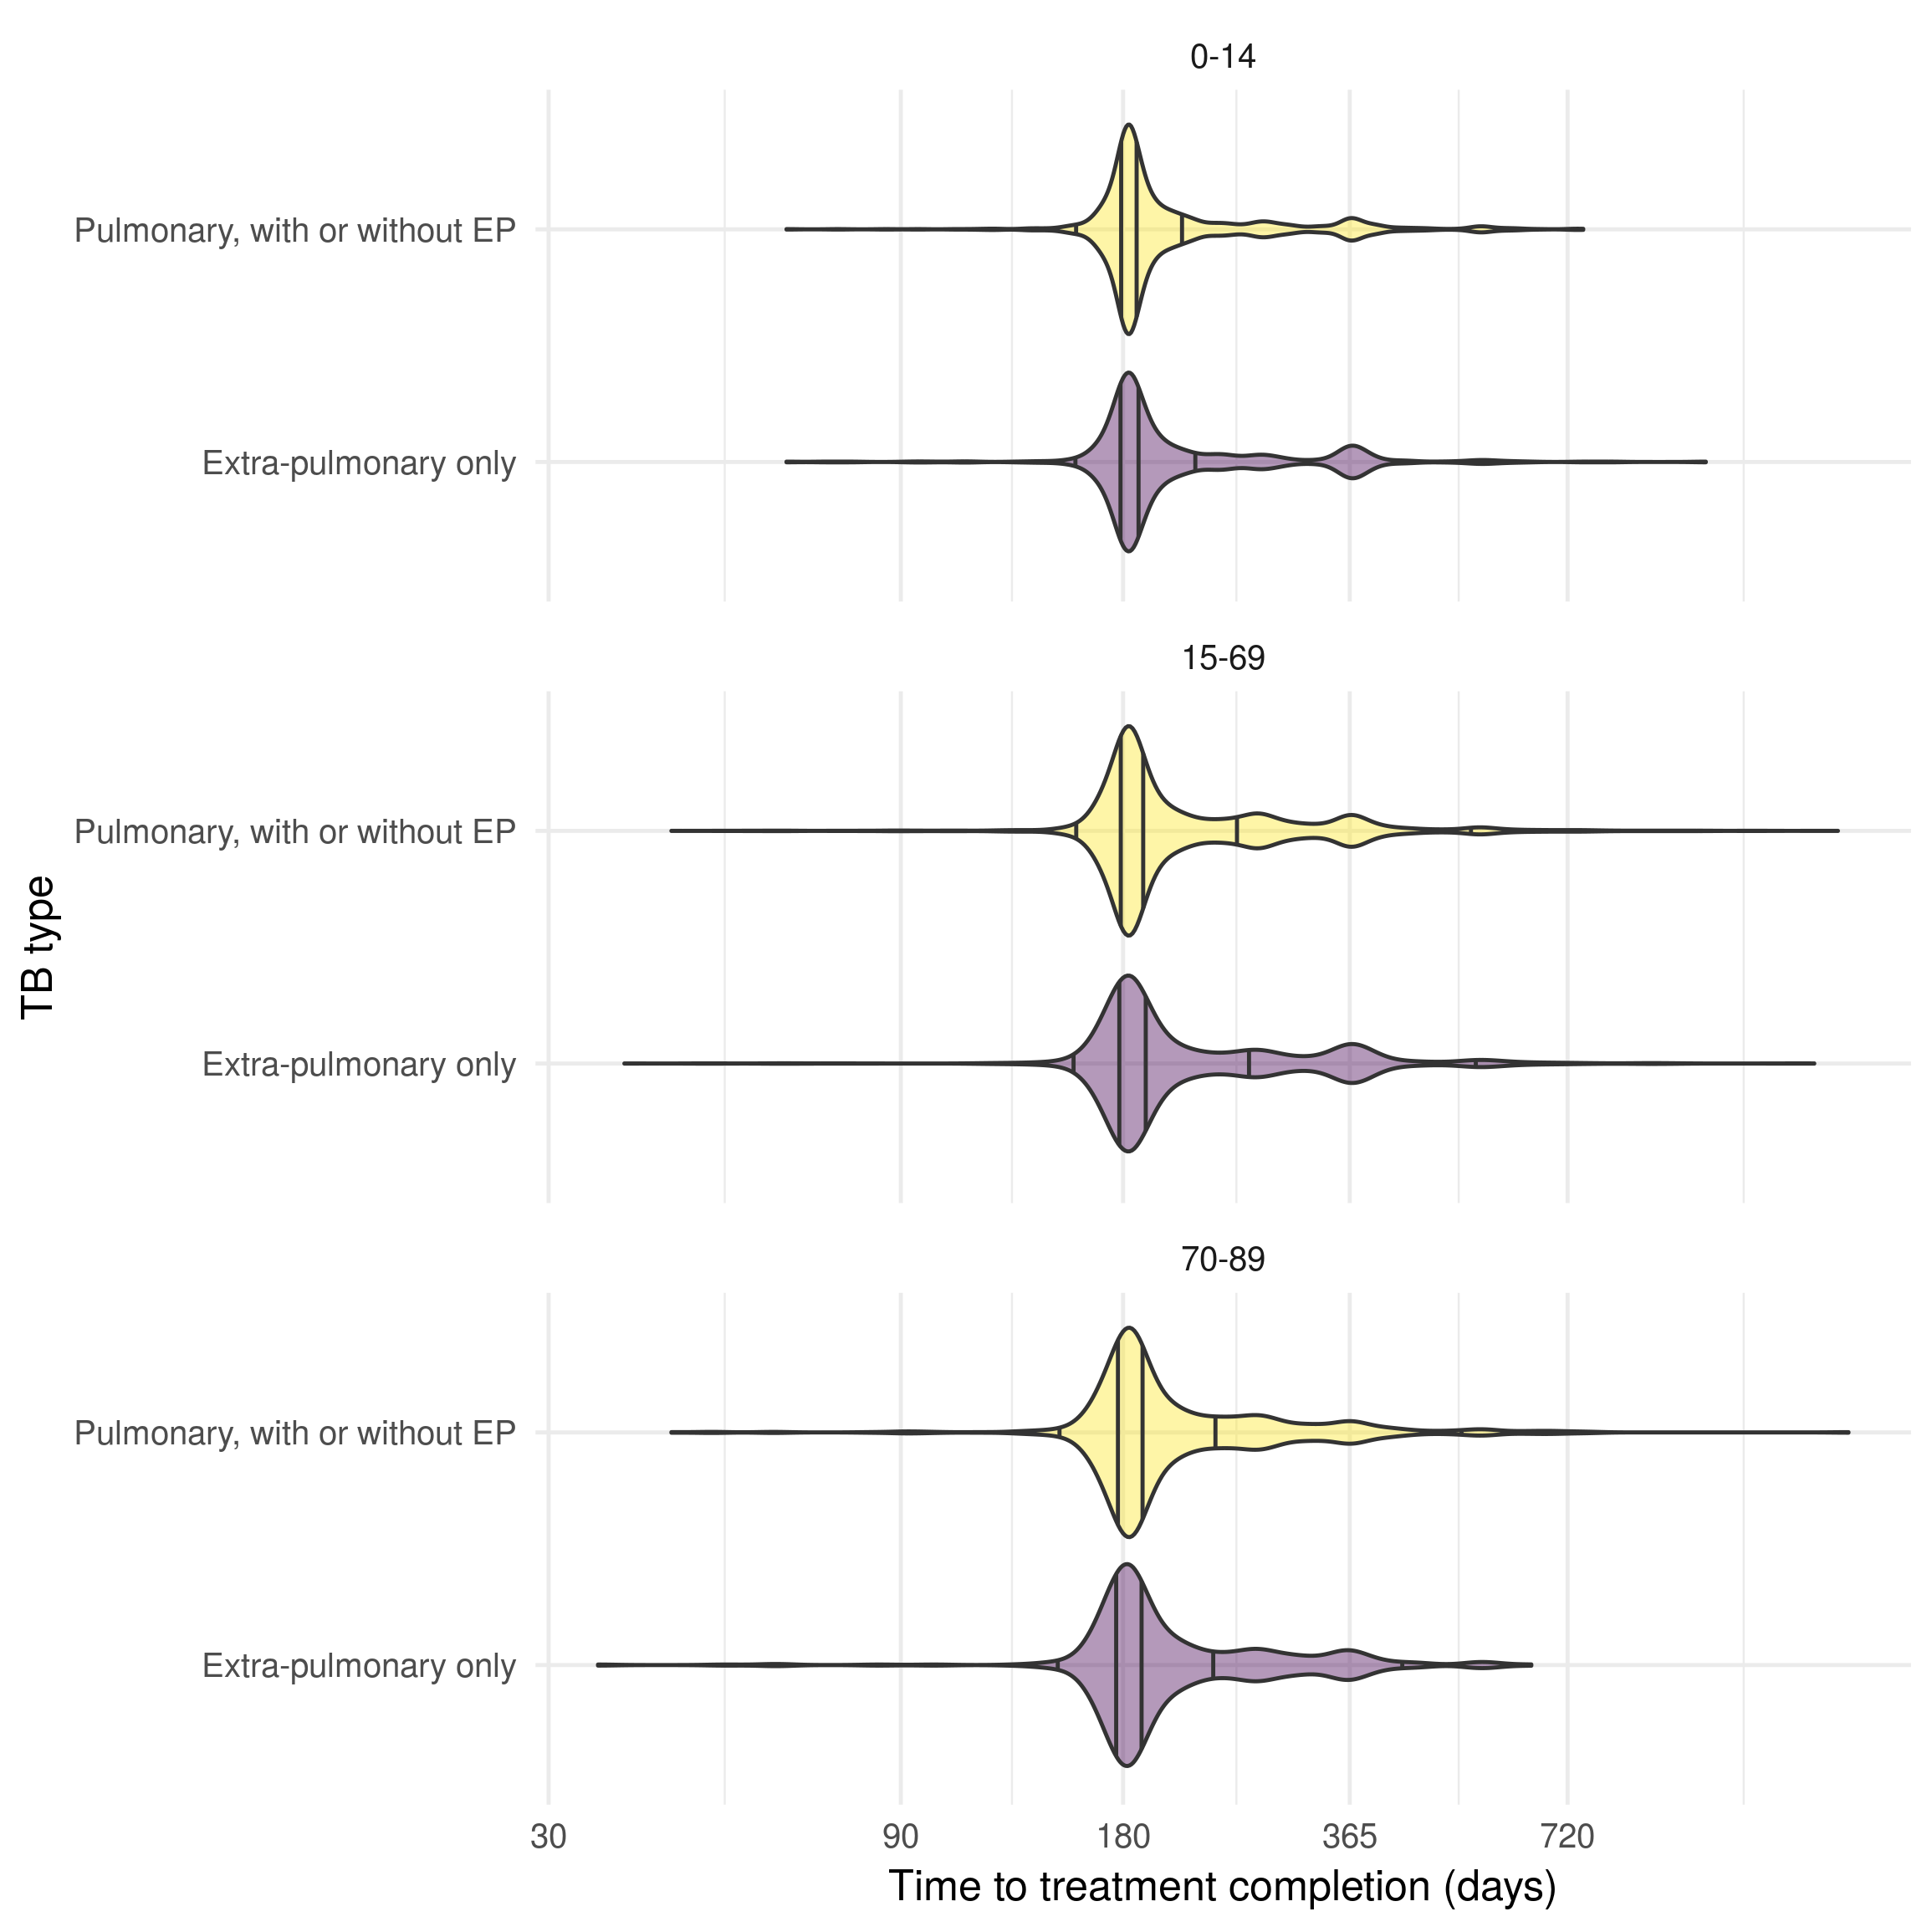 0-14
Pulmonary, with or without EP
Extra-pulmonary only
15-69
Pulmonary, with or without EP
Extra-pulmonary only
70-89
Pulmonary, with or without EP
Extra-pulmonary only
TB type
30 90 180 365 720
Time to treatment completion (days)